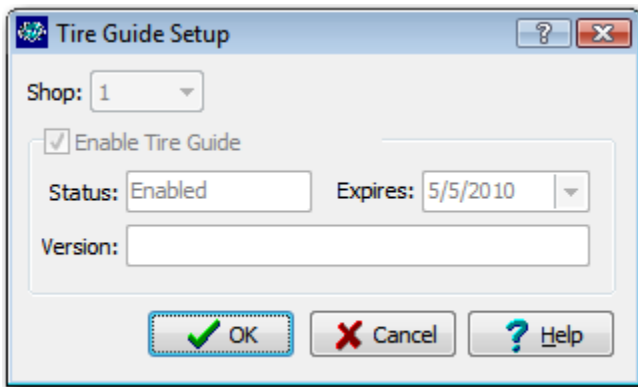 Tire Guide Setup
Shop: 1
Enable Tire Guide
Status: Enabled Expires: 5/5/2010
Version:
OK Cancel Help